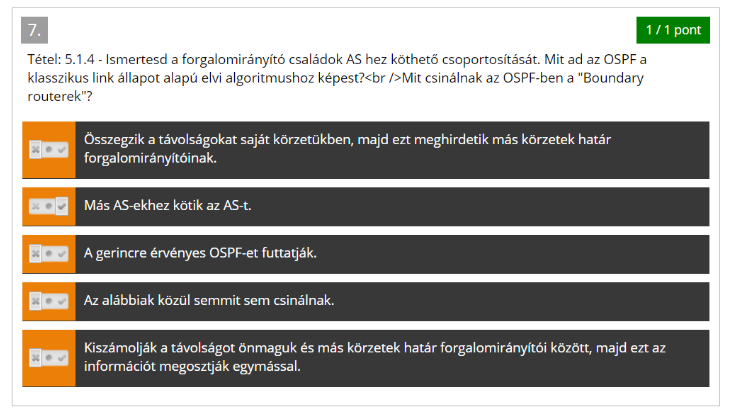 7.
1 / 1 pont
Tétel: 5.1.4 - Ismertesd a forgalomirányító családok AS hez köthető csoportosítását. Mit ad az OSPF a
klasszikus link állapot alapú elvi algoritmushoz képest?<br />Mit csinálnak az OSPF-ben a "Boundary
routerek"?
Összegzik a távolságokat saját körzetükben, majd ezt meghirdetik más körzetek határ
forgalomirányítóinak.
Más AS-ekhez kötik az AS-t.
A gerincre érvényes OSPF-et futtatják.
Az alábbiak közül semmit sem csinálnak.
Kiszámolják a távolságot önmaguk és más körzetek határ forgalomirányítói között, majd ezt az
információt megosztják egymással.